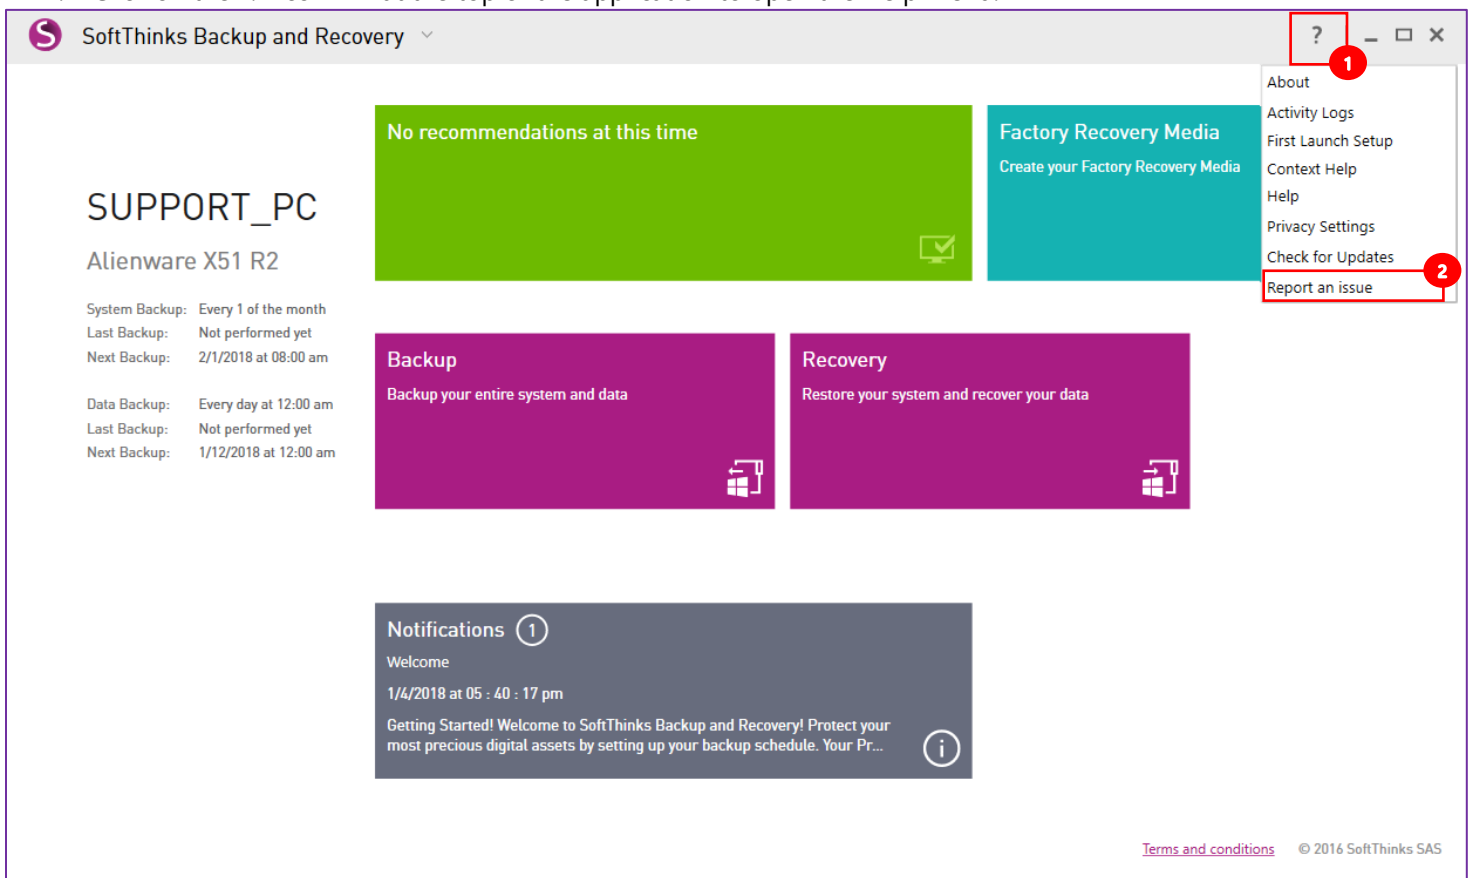 SoftThinks Backup and Recovery
?
1
About
Activity Logs
First Launch Setup
Context Help
Help
Privacy Settings
Check for Updates
2
Report an issue
No recommendations at this time
Factory Recovery Media
Create your Factory Recovery Media
SUPPORT_PC
Alienware X51 R2
System Backup: Every 1 of the month
Last Backup: Not performed yet
Next Backup: 2/1/2018 at 08:00 am
Data Backup: Every day at 12:00 am
Last Backup: Not performed yet
Next Backup: 1/12/2018 at 12:00 am
Backup
Backup your entire system and data
Recovery
Restore your system and recover your data
Notifications 1
Welcome
1/4/2018 at 05 : 40 : 17 pm
Getting Started! Welcome to SoftThinks Backup and Recovery! Protect your
most precious digital assets by setting up your backup schedule. Your Pr...
Terms and conditions © 2016 SoftThinks SAS